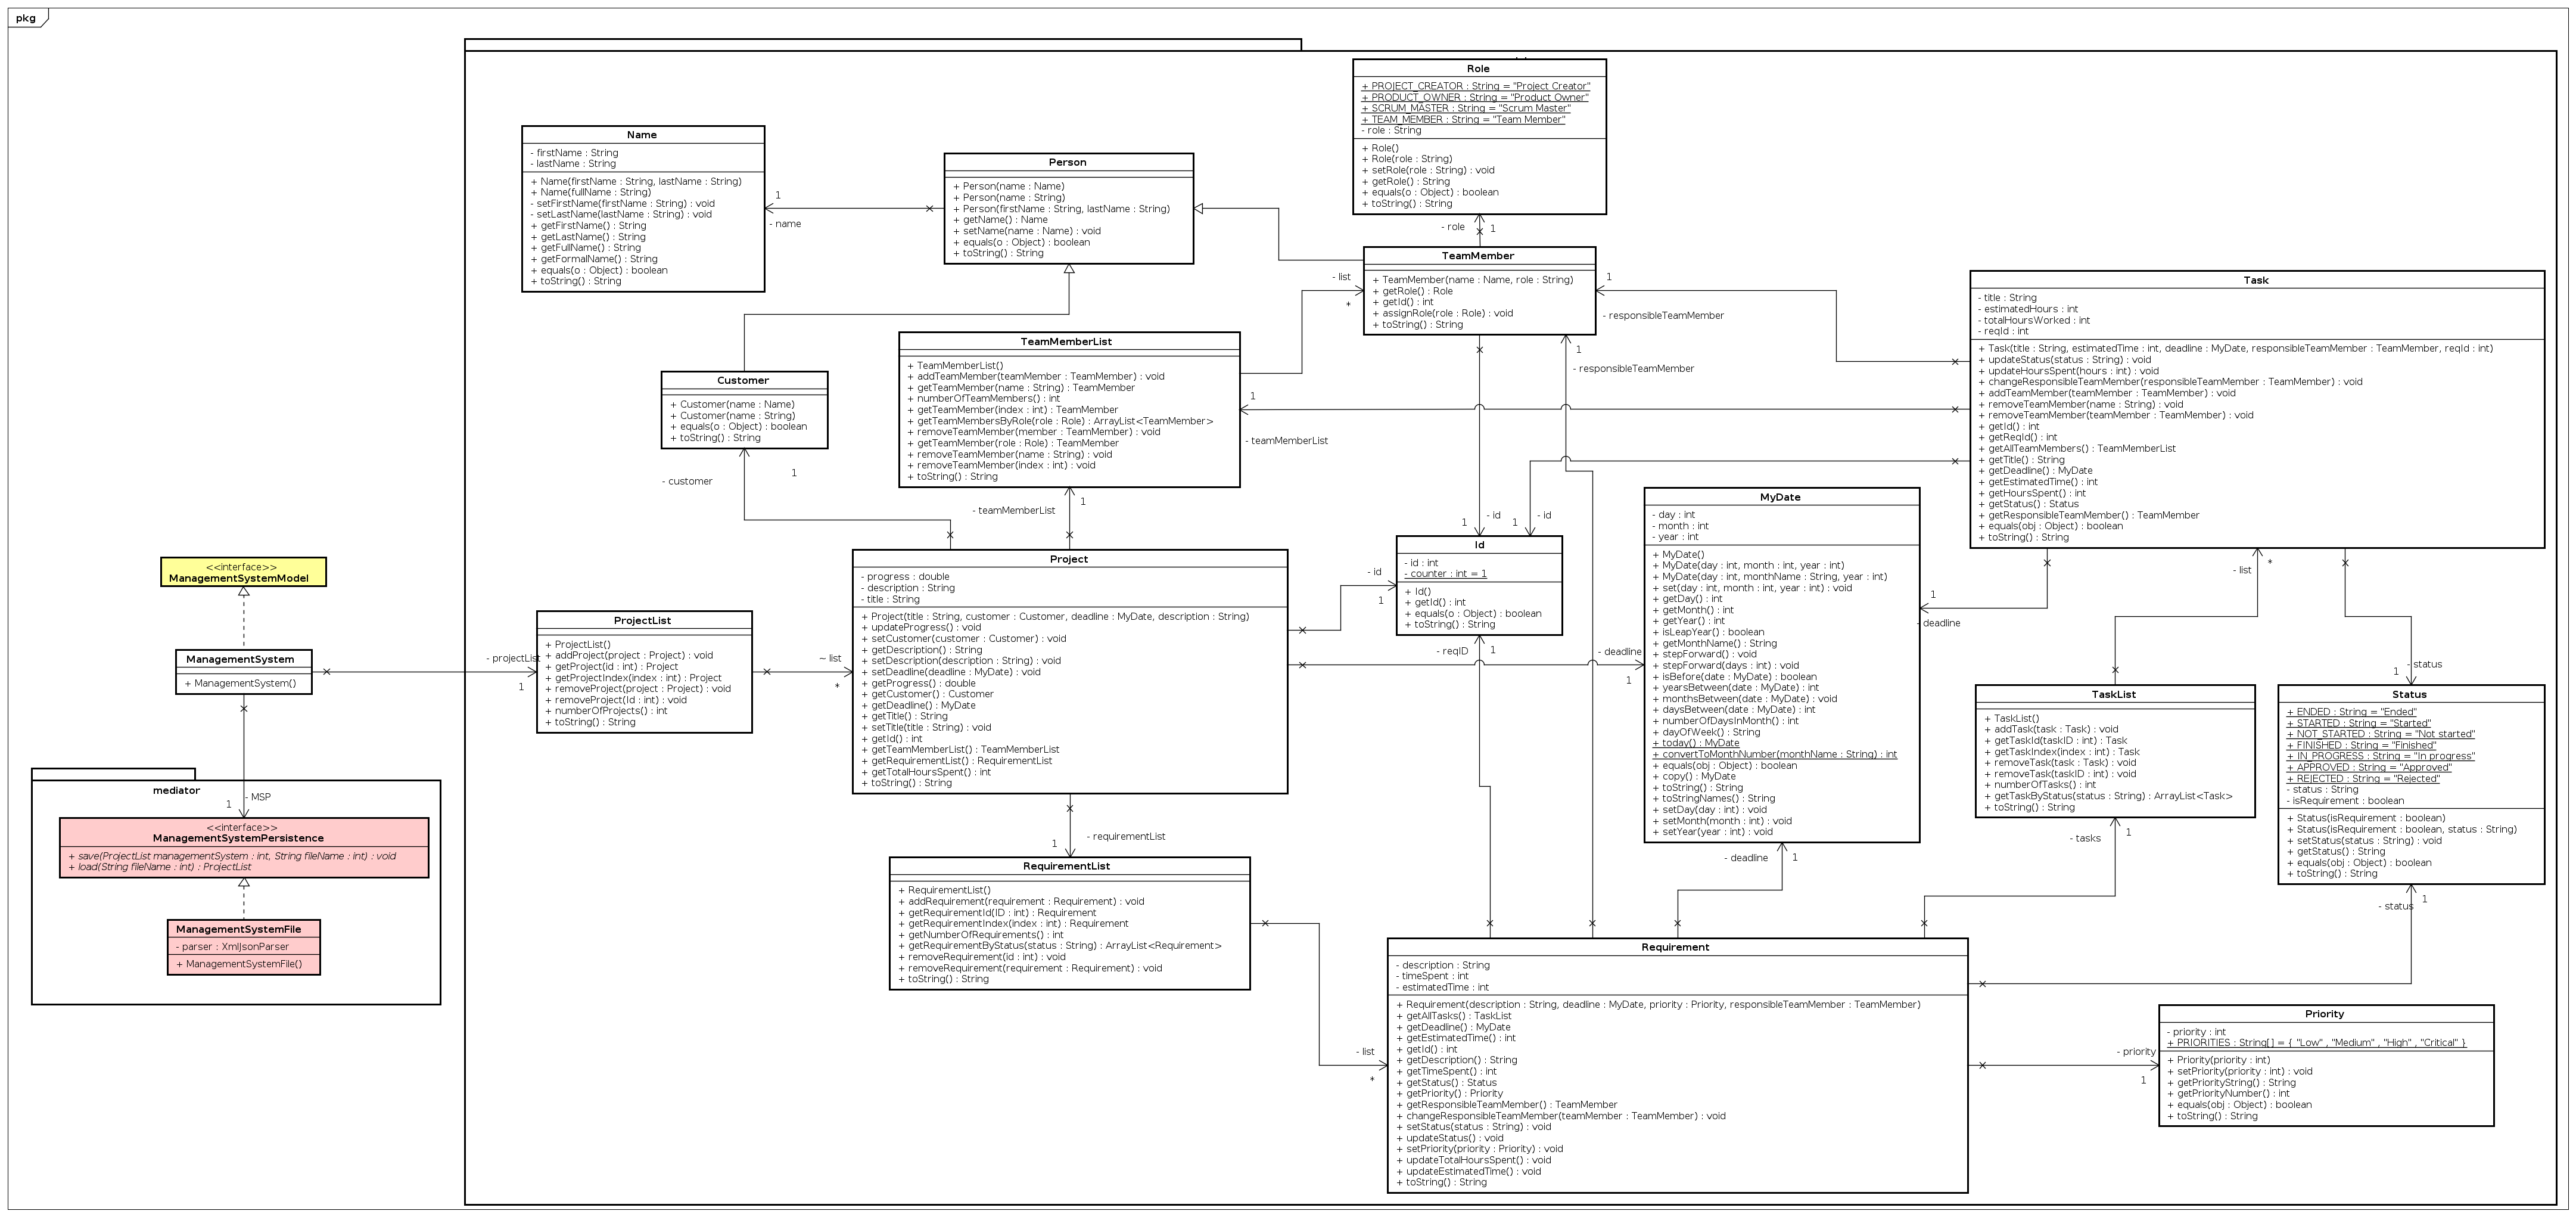 pkg
Role
+ PROJECT_CREATOR : String = "Project Creator"
+ PRODUCT_OWNER : String = "Product Owner"
+ SCRUM_MASTER : String = "Scrum Master"
+ TEAM_MEMBER : String = "Team Member"
- role : String
+ Role()
+ Role(role : String)
+ setRole(role : String) : void
+ getRole() : String
+ equals(o : Object) : boolean
+ toString() : String
Name
- firstName : String
- lastName : String
+ Name(firstName : String, lastName : String)
+ Name(fullName : String)
- setFirstName(firstName : String) : void
- setLastName(lastName : String) : void
+ getFirstName() : String
+ getLastName() : String
+ getFullName() : String
+ getFormalName() : String
+ equals(o : Object) : boolean
+ toString() : String
1
- name
Person
+ Person(name : Name)
+ Person(name : String)
+ Person(firstName : String, lastName : String)
+ getName() : Name
+ setName(name : Name) : void
+ equals(o : Object) : boolean
+ toString() : String
- role
1
TeamMember
+ TeamMember(name : Name, role : String)
+ getRole() : Role
+ getId() : int
+ assignRole(role : Role) : void
+ toString() : String
- list
*
1
- responsibleTeamMember
1
- responsibleTeamMember
Task
- title : String
- estimatedHours : int
- totalHoursWorked : int
- reqId : int
+ Task(title : String, estimatedTime : int, deadline : MyDate, responsibleTeamMember : TeamMember, reqId : int)
+ updateStatus(status : String) : void
+ updateHoursSpent(hours : int) : void
+ changeResponsibleTeamMember(responsibleTeamMember : TeamMember) : void
+ addTeamMember(teamMember : TeamMember) : void
+ removeTeamMember(name : String) : void
+ removeTeamMember(teamMember : TeamMember) : void
+ getId() : int
+ getReqId() : int
+ getAllTeamMembers() : TeamMemberList
+ getTitle() : String
+ getDeadline() : MyDate
+ getEstimatedTime() : int
+ getHoursSpent() : int
+ getStatus() : Status
+ getResponsibleTeamMember() : TeamMember
+ equals(obj : Object) : boolean
+ toString() : String
TeamMemberList
+ TeamMemberList()
+ addTeamMember(teamMember : TeamMember) : void
+ getTeamMember(name : String) : TeamMember
+ numberOfTeamMembers() : int
+ getTeamMember(index : int) : TeamMember
+ getTeamMembersByRole(role : Role) : ArrayList<TeamMember>
+ removeTeamMember(member : TeamMember) : void
+ getTeamMember(role : Role) : TeamMember
+ removeTeamMember(name : String) : void
+ removeTeamMember(index : int) : void
+ toString() : String
1
- teamMemberList
Customer
+ Customer(name : Name)
+ Customer(name : String)
+ equals(o : Object) : boolean
+ toString() : String
- customer
1
- teamMemberList
1
1
- id
1
- id
Id
- id : int
- counter : int = 1
+ Id()
+ getId() : int
+ equals(o : Object) : boolean
+ toString() : String
- id
1
- reqID
1
MyDate
- day : int
- month : int
- year : int
+ MyDate()
+ MyDate(day : int, month : int, year : int)
+ MyDate(day : int, monthName : String, year : int)
+ set(day : int, month : int, year : int) : void
+ getDay() : int
+ getMonth() : int
+ getYear() : int
+ isLeapYear() : boolean
+ getMonthName() : String
+ stepForward() : void
+ stepForward(days : int) : void
+ isBefore(date : MyDate) : boolean
+ yearsBetween(date : MyDate) : int
+ monthsBetween(date : MyDate) : void
+ daysBetween(date : MyDate) : int
+ numberOfDaysInMonth() : int
+ dayOfWeek() : String
+ today() : MyDate
+ convertToMonthNumber(monthName : String) : int
+ equals(obj : Object) : boolean
+ copy() : MyDate
+ toString() : String
+ toStringNames() : String
+ setDay(day : int) : void
+ setMonth(month : int) : void
+ setYear(year : int) : void
1
- deadline
- deadline
1
- deadline
1
<<interface>>
ManagementSystemModel
ManagementSystem
+ ManagementSystem()
- projectList
1
ProjectList
+ ProjectList()
+ addProject(project : Project) : void
+ getProject(id : int) : Project
+ getProjectIndex(index : int) : Project
+ removeProject(project : Project) : void
+ removeProject(Id : int) : void
+ numberOfProjects() : int
+ toString() : String
~ list
*
Project
- progress : double
- description : String
- title : String
+ Project(title : String, customer : Customer, deadline : MyDate, description : String)
+ updateProgress() : void
+ setCustomer(customer : Customer) : void
+ getDescription() : String
+ setDescription(description : String) : void
+ setDeadline(deadline : MyDate) : void
+ getProgress() : double
+ getCustomer() : Customer
+ getDeadline() : MyDate
+ getTitle() : String
+ setTitle(title : String) : void
+ getId() : int
+ getTeamMemberList() : TeamMemberList
+ getRequirementList() : RequirementList
+ getTotalHoursSpent() : int
+ toString() : String
- list
*
TaskList
+ TaskList()
+ addTask(task : Task) : void
+ getTaskId(taskID : int) : Task
+ getTaskIndex(index : int) : Task
+ removeTask(task : Task) : void
+ removeTask(taskID : int) : void
+ numberOfTasks() : int
+ getTaskByStatus(status : String) : ArrayList<Task>
+ toString() : String
- tasks
1
1
- status
Status
+ ENDED : String = "Ended"
+ STARTED : String = "Started"
+ NOT_STARTED : String = "Not started"
+ FINISHED : String = "Finished"
+ IN_PROGRESS : String = "In progress"
+ APPROVED : String = "Approved"
+ REJECTED : String = "Rejected"
- status : String
- isRequirement : boolean
+ Status(isRequirement : boolean)
+ Status(isRequirement : boolean, status : String)
+ setStatus(status : String) : void
+ getStatus() : String
+ equals(obj : Object) : boolean
+ toString() : String
1
- status
mediator
- MSP
1
<<interface>>
ManagementSystemPersistence
+ save(ProjectList managementSystem : int, String fileName : int) : void
+ load(String fileName : int) : ProjectList
ManagementSystemFile
- parser : XmlJsonParser
+ ManagementSystemFile()
- requirementList
1
RequirementList
+ RequirementList()
+ addRequirement(requirement : Requirement) : void
+ getRequirementId(ID : int) : Requirement
+ getRequirementIndex(index : int) : Requirement
+ getNumberOfRequirements() : int
+ getRequirementByStatus(status : String) : ArrayList<Requirement>
+ removeRequirement(id : int) : void
+ removeRequirement(requirement : Requirement) : void
+ toString() : String
- list
*
Requirement
- description : String
- timeSpent : int
- estimatedTime : int
+ Requirement(description : String, deadline : MyDate, priority : Priority, responsibleTeamMember : TeamMember)
+ getAllTasks() : TaskList
+ getDeadline() : MyDate
+ getEstimatedTime() : int
+ getId() : int
+ getDescription() : String
+ getTimeSpent() : int
+ getStatus() : Status
+ getPriority() : Priority
+ getResponsibleTeamMember() : TeamMember
+ changeResponsibleTeamMember(teamMember : TeamMember) : void
+ setStatus(status : String) : void
+ updateStatus() : void
+ setPriority(priority : Priority) : void
+ updateTotalHoursSpent() : void
+ updateEstimatedTime() : void
+ toString() : String
- priority
1
Priority
- priority : int
+ PRIORITIES : String[] = { "Low" , "Medium" , "High" , "Critical" }
+ Priority(priority : int)
+ setPriority(priority : int) : void
+ getPriorityString() : String
+ getPriorityNumber() : int
+ equals(obj : Object) : boolean
+ toString() : String